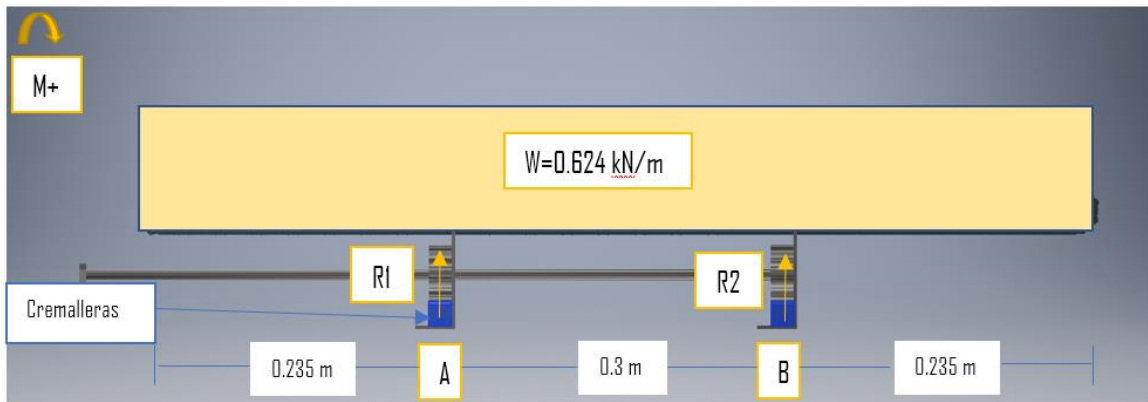 M+
W=0.624 kN/m
R1
R2
Cremalleras
0.235 m
A
0.3 m
B
0.235 m